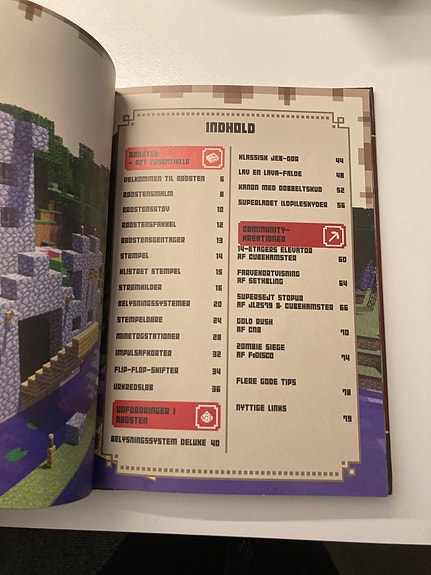 INDHOLD
RØDSTEN
- DET ESSENTIELLE
VELKOMMEN TIL RØDSTEN 6
RØDSTENSMALM 8
RØDSTENSSTØV 10
RØDSTENSFAKKEL 12
RØDSTENSGENTAGER 13
STEMPEL 14
KLISTRET STEMPEL 15
STRØMKILDER 16
BELYSNINGSSYSTEMER 20
STEMPELDØRE 24
MINETOGSTATIONER 28
IMPULSAFKORTER 32
FLIP-FLOP-SKIFTER 34
URKREDSLØB 36
UDFORDRINGER I
RØDSTEN
BELYSNINGSSYSTEM DELUXE 40
KLASSISK JEB-DØR 44
LAV EN LAVA-FÆLDE 48
KANON MED DOBBELTSKUD 52
SUPERLADET ILDPILESKYDER 56
COMMUNITY-
KREATIONER
14-ETAGERS ELEVATOR
AF CUBEHAMSTER 60
FARVEKORTVISNING
AF SETHBLING 64
SUPERSEJT STOPUR
AF JL2579 & CUBEHAMSTER 66
GOLD RUSH
AF CNB 70
ZOMBIE SIEGE
AF FVDISCO 74
FLERE GODE TIPS 78
NYTTIGE LINKS 79